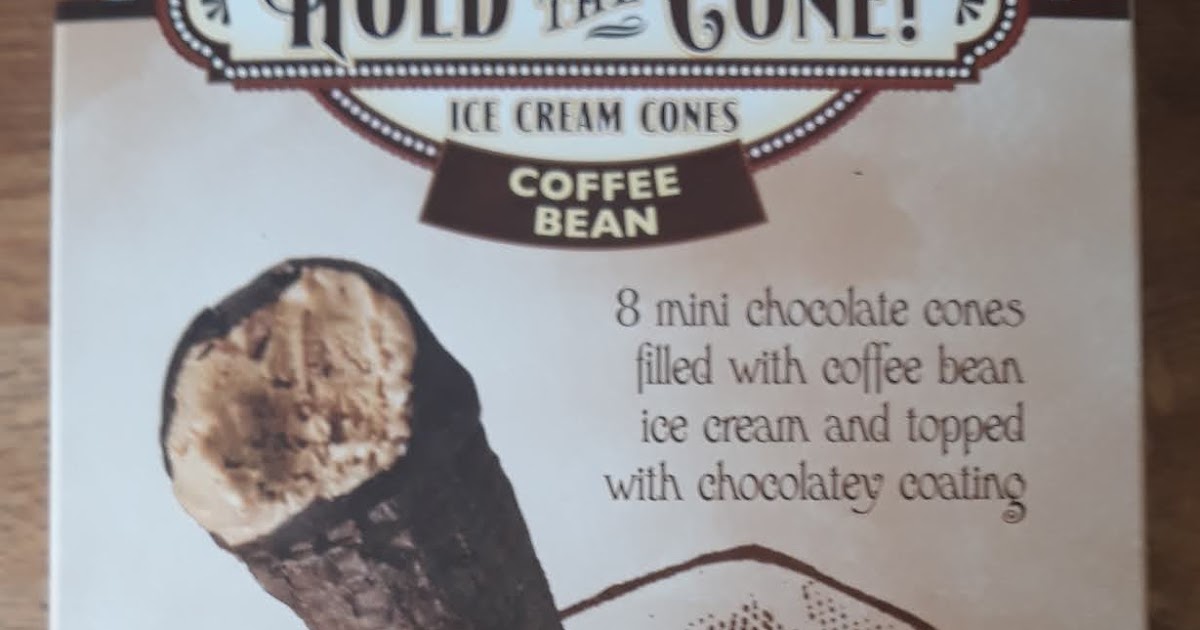 HOLD THE CONE!
ICE CREAM CONES
COFFEE
BEAN
8 mini chocolate cones
filled with coffee bean
ice cream and topped
with chocolatey coating